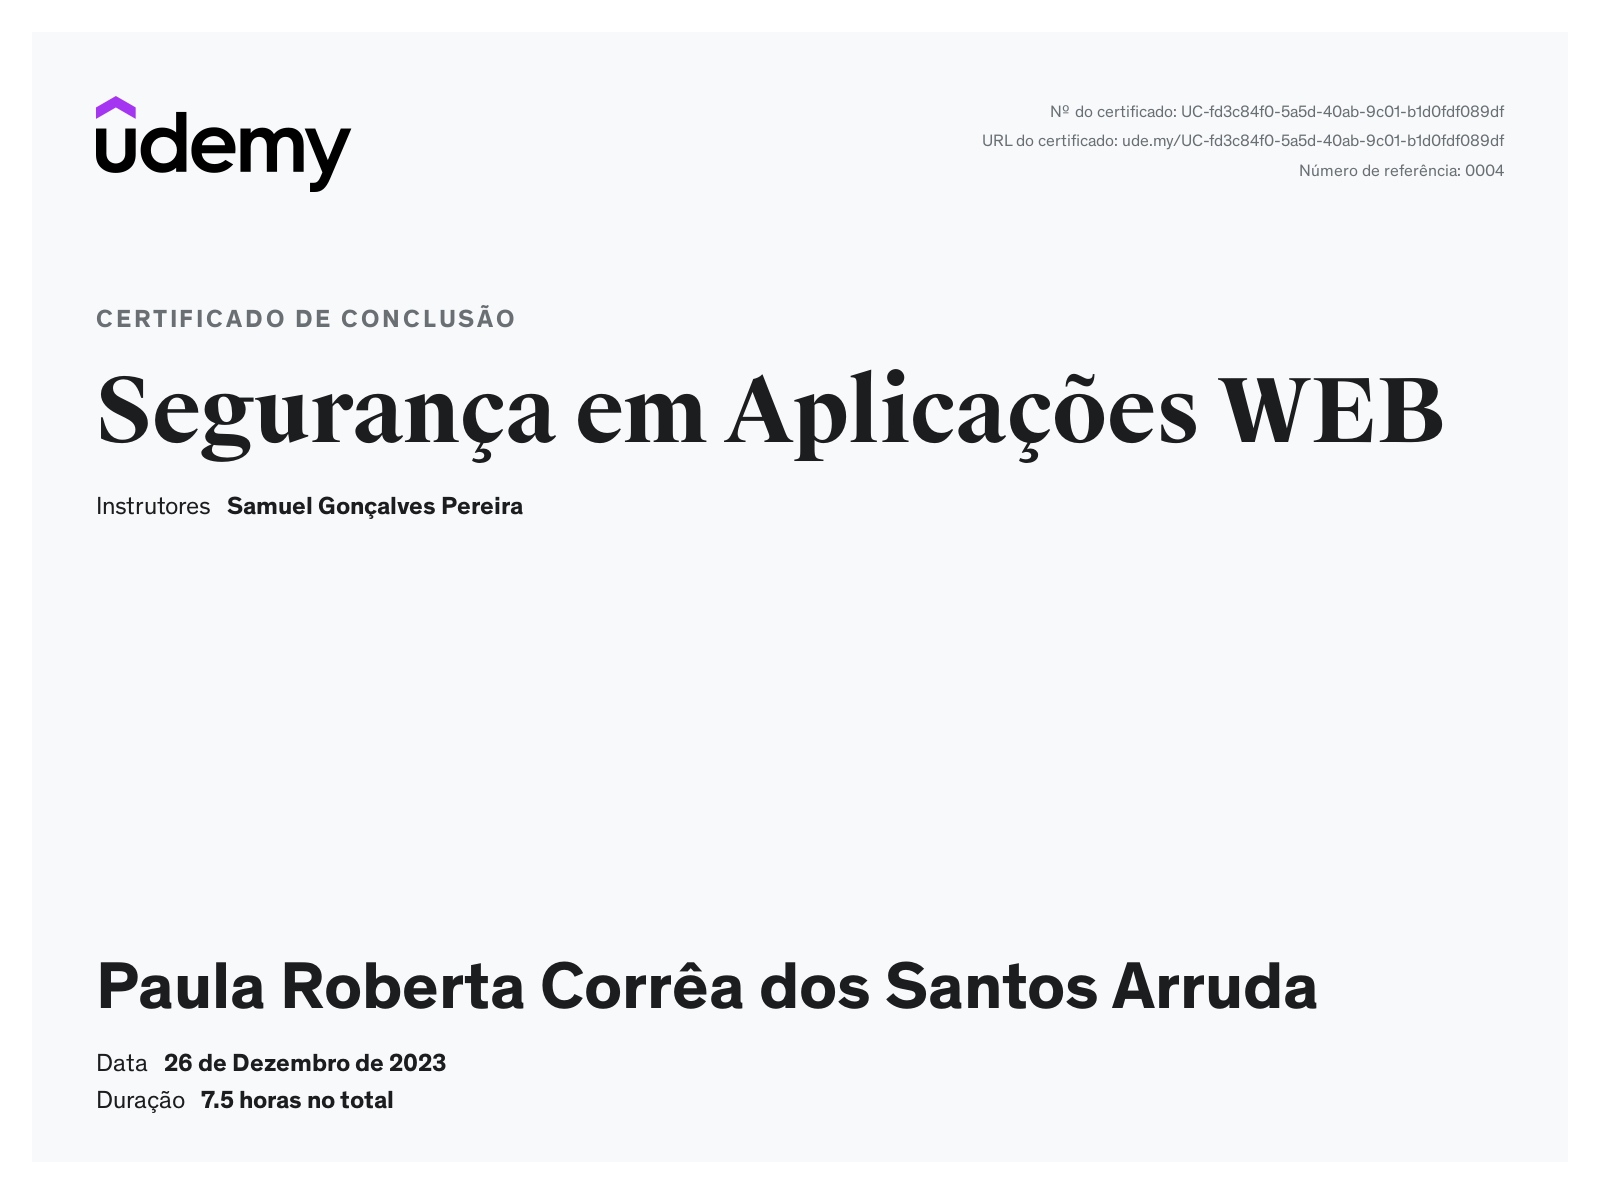 udemy
Nº do certificado: UC-fd3c84f0-5a5d-40ab-9c01-b1d0fdf089df
URL do certificado: ude.my/UC-fd3c84f0-5a5d-40ab-9c01-b1d0fdf089df
Número de referência: 0004
CERTIFICADO DE CONCLUSÃO
Segurança em Aplicações WEB
Instrutores Samuel Gonçalves Pereira
Paula Roberta Corrêa dos Santos Arruda
Data 26 de Dezembro de 2023
Duração 7.5 horas no total